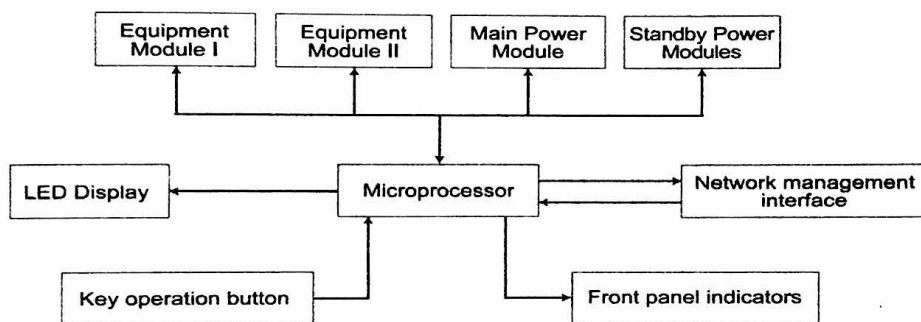 Equipment
Module I
Equipment
Module II
Main Power
Module
Standby Power
Modules
LED Display
Microprocessor
Network management
interface
Key operation button
Front panel indicators